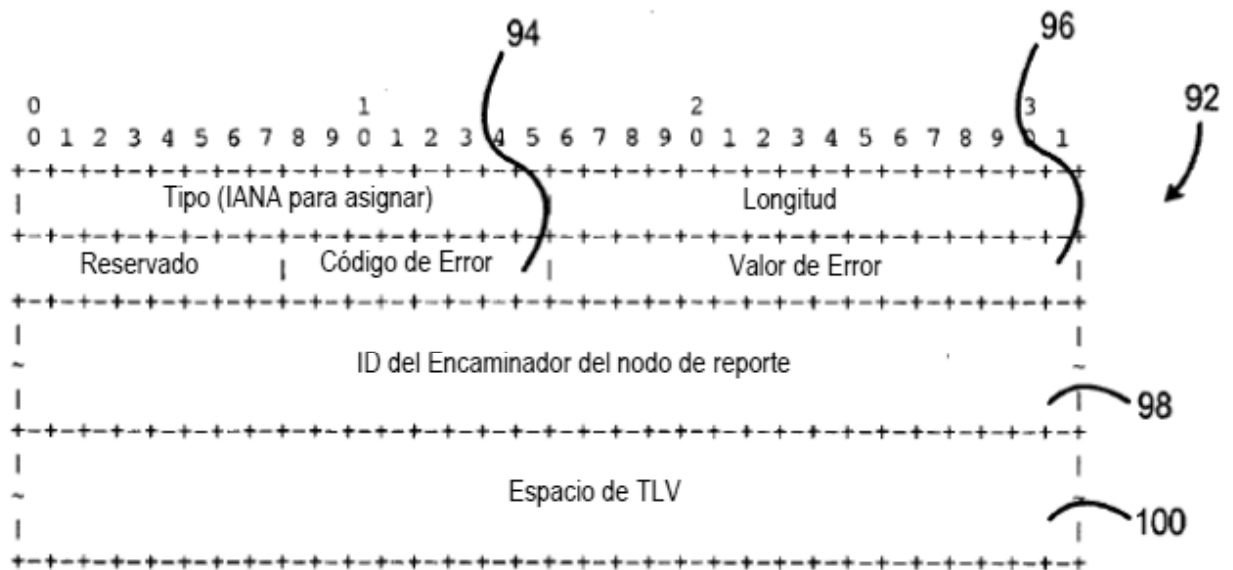 94 96
0 1 2 3 92
0 1 2 3 4 5 6 7 8 9 0 1 2 3 4 5 6 7 8 9 0 1 2 3 4 5 6 7 8 9 0 1
+-+-+-+-+-+-+-+-+-+-+-+-+-+-+-+-+-+-+-+-+-+-+-+-+-+-+-+-+-+-+-+-+
| Tipo (IANA para asignar) | Longitud |
+-+-+-+-+-+-+-+-+-+-+-+-+-+-+-+-+-+-+-+-+-+-+-+-+-+-+-+-+-+-+-+-+
Reservado | Código de Error | Valor de Error |
+-+-+-+-+-+-+-+-+-+-+-+-+-+-+-+-+-+-+-+-+-+-+-+-+-+-+-+-+-+-+-+-+
|
~ ID del Encaminador del nodo de reporte ~
| 98
+-+-+-+-+-+-+-+-+-+-+-+-+-+-+-+-+-+-+-+-+-+-+-+-+-+-+-+-+-+-+-+-+
| |
~ Espacio de TLV ~
| | 100
+-+-+-+-+-+-+-+-+-+-+-+-+-+-+-+-+-+-+-+-+-+-+-+-+-+-+-+-+-+-+-+-+